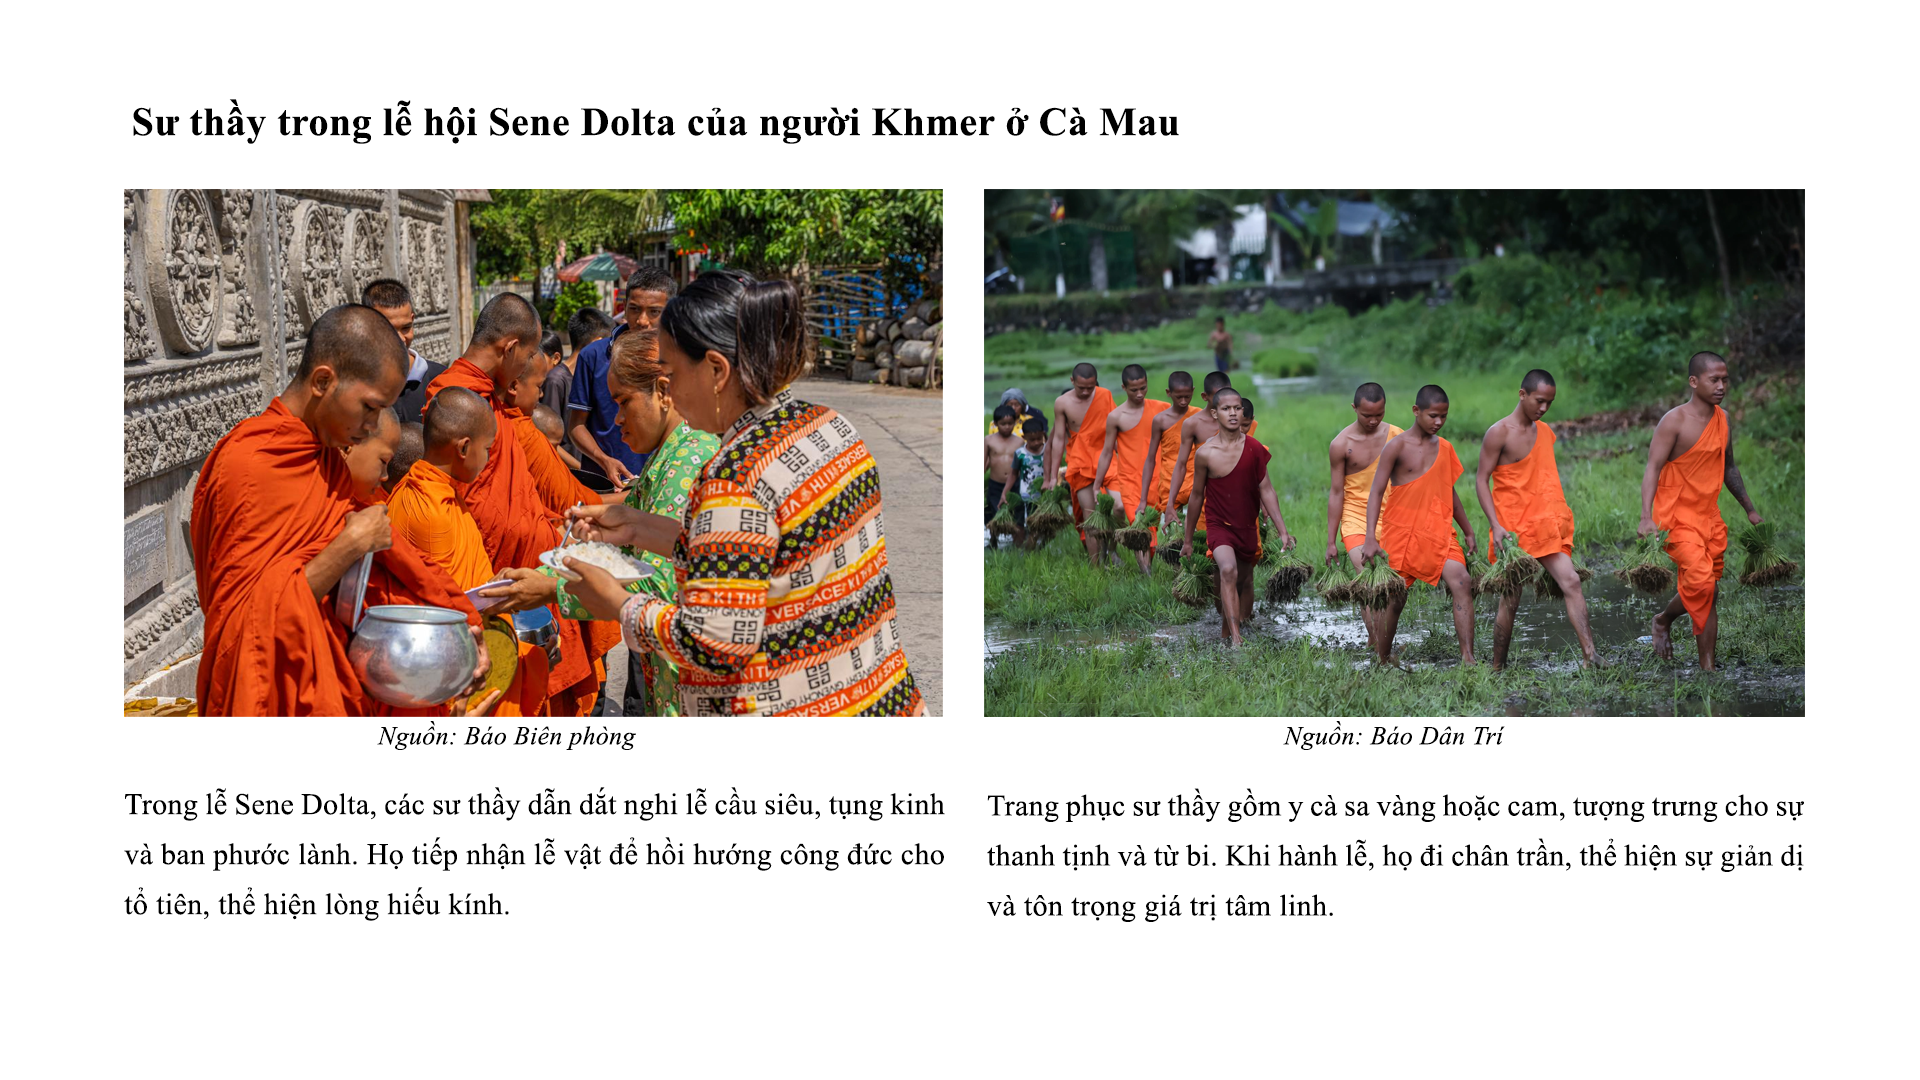 Sư thầy trong lễ hội Sene Dolta của người Khmer ở Cà Mau
Nguồn: Báo Biên phòng
Trong lễ Sene Dolta, các sư thầy dẫn dắt nghi lễ cầu siêu, tụng kinh
và ban phước lành. Họ tiếp nhận lễ vật để hồi hướng công đức cho
tổ tiên, thể hiện lòng hiếu kính.
Nguồn: Báo Dân Trí
Trang phục sư thầy gồm y cà sa vàng hoặc cam, tượng trưng cho sự
thanh tịnh và từ bi. Khi hành lễ, họ đi chân trần, thể hiện sự giản dị
và tôn trọng giá trị tâm linh.